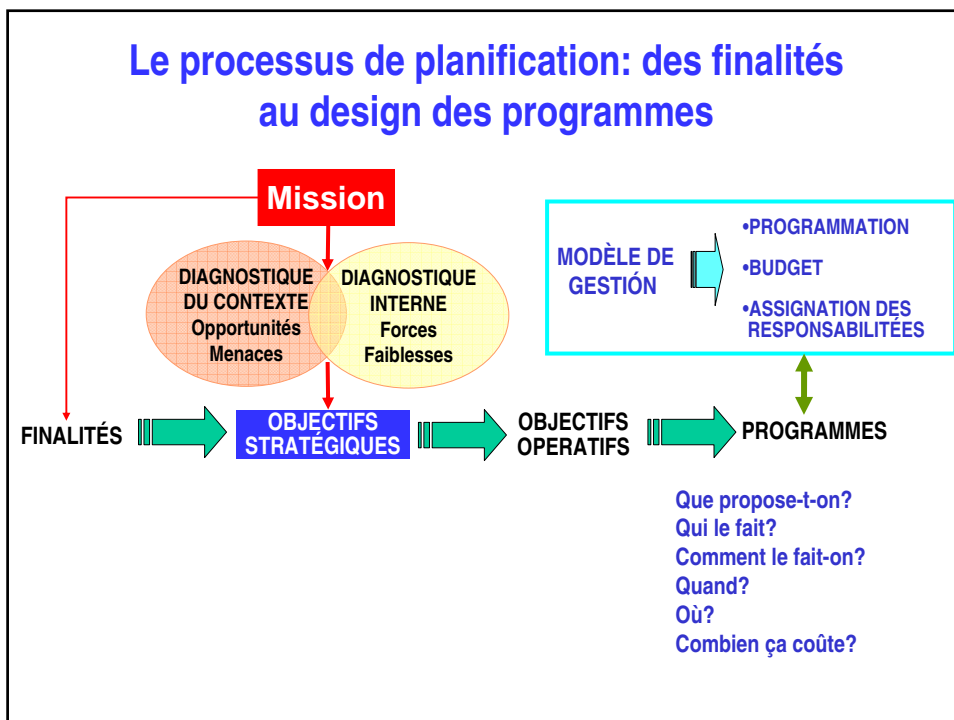 Le processus de planification: des finalités
au design des programmes
Mission
DIAGNOSTIQUE
DU CONTEXTE
Opportunités
Menaces
DIAGNOSTIQUE
INTERNE
Forces
Faiblesses
MODÈLE DE
GESTIÓN
•PROGRAMMATION
•BUDGET
•ASSIGNATION DES
RESPONSABILITÉES
FINALITÉS
OBJECTIFS
STRATÉGIQUES
OBJECTIFS
OPERATIFS
PROGRAMMES
Que propose-t-on?
Qui le fait?
Comment le fait-on?
Quand?
Où?
Combien ça coûte?